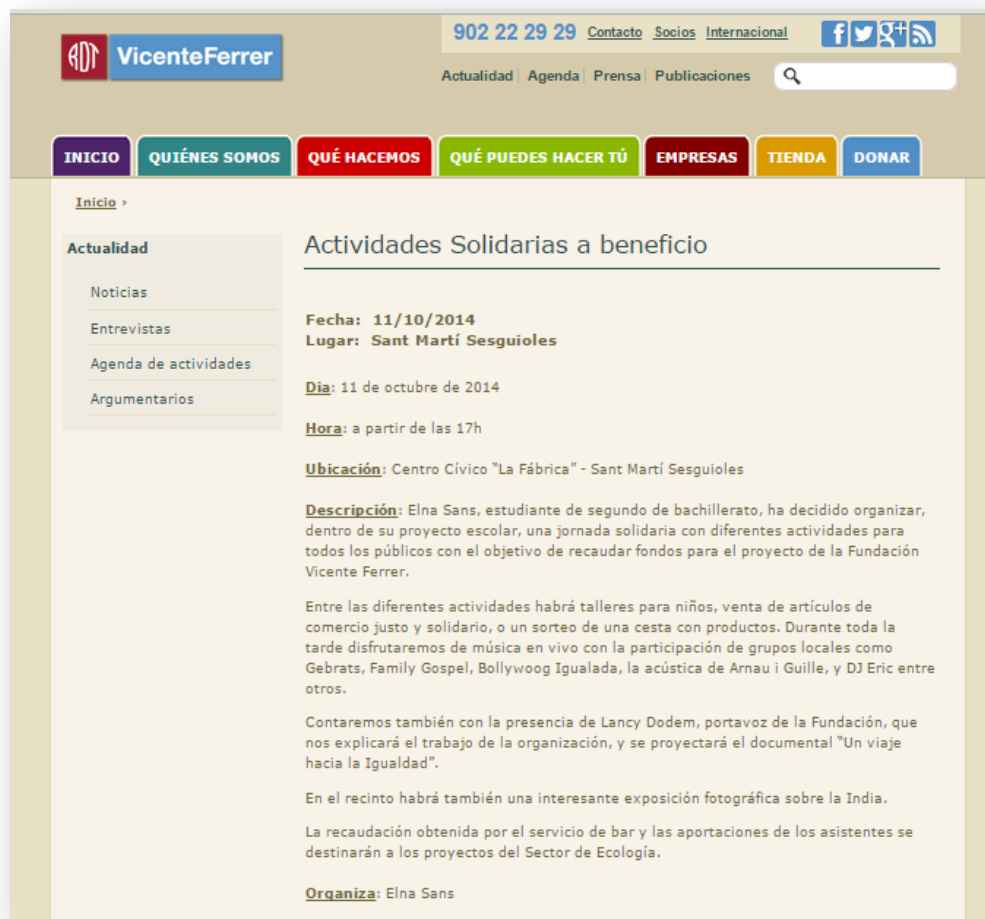 902 22 29 29 Contacto Socios Internacional
VicenteFerrer
Actualidad | Agenda | Prensa | Publicaciones
INICIO QUIÉNES SOMOS QUÉ HACEMOS QUÉ PUEDES HACER TÚ EMPRESAS TIENDA DONAR
Inicio ›
Actualidad
Noticias
Entrevistas
Agenda de actividades
Argumentarios
Actividades Solidarias a beneficio
Fecha: 11/10/2014
Lugar: Sant Martí Sesguioles
Dia: 11 de octubre de 2014
Hora: a partir de las 17h
Ubicación: Centro Cívico "La Fábrica" - Sant Martí Sesguioles
Descripción: Elna Sans, estudiante de segundo de bachillerato, ha decidido organizar,
dentro de su proyecto escolar, una jornada solidaria con diferentes actividades para
todos los públicos con el objetivo de recaudar fondos para el proyecto de la Fundación
Vicente Ferrer.
Entre las diferentes actividades habrá talleres para niños, venta de artículos de
comercio justo y solidario, o un sorteo de una cesta con productos. Durante toda la
tarde disfrutaremos de música en vivo con la participación de grupos locales como
Gebrats, Family Gospel, Bollywoog Igualada, la acústica de Arnau i Guille, y DJ Eric entre
otros.
Contaremos también con la presencia de Lancy Dodem, portavoz de la Fundación, que
nos explicará el trabajo de la organización, y se proyectará el documental "Un viaje
hacia la Igualdad".
En el recinto habrá también una interesante exposición fotográfica sobre la India.
La recaudación obtenida por el servicio de bar y las aportaciones de los asistentes se
destinarán a los proyectos del Sector de Ecología.
Organiza: Elna Sans